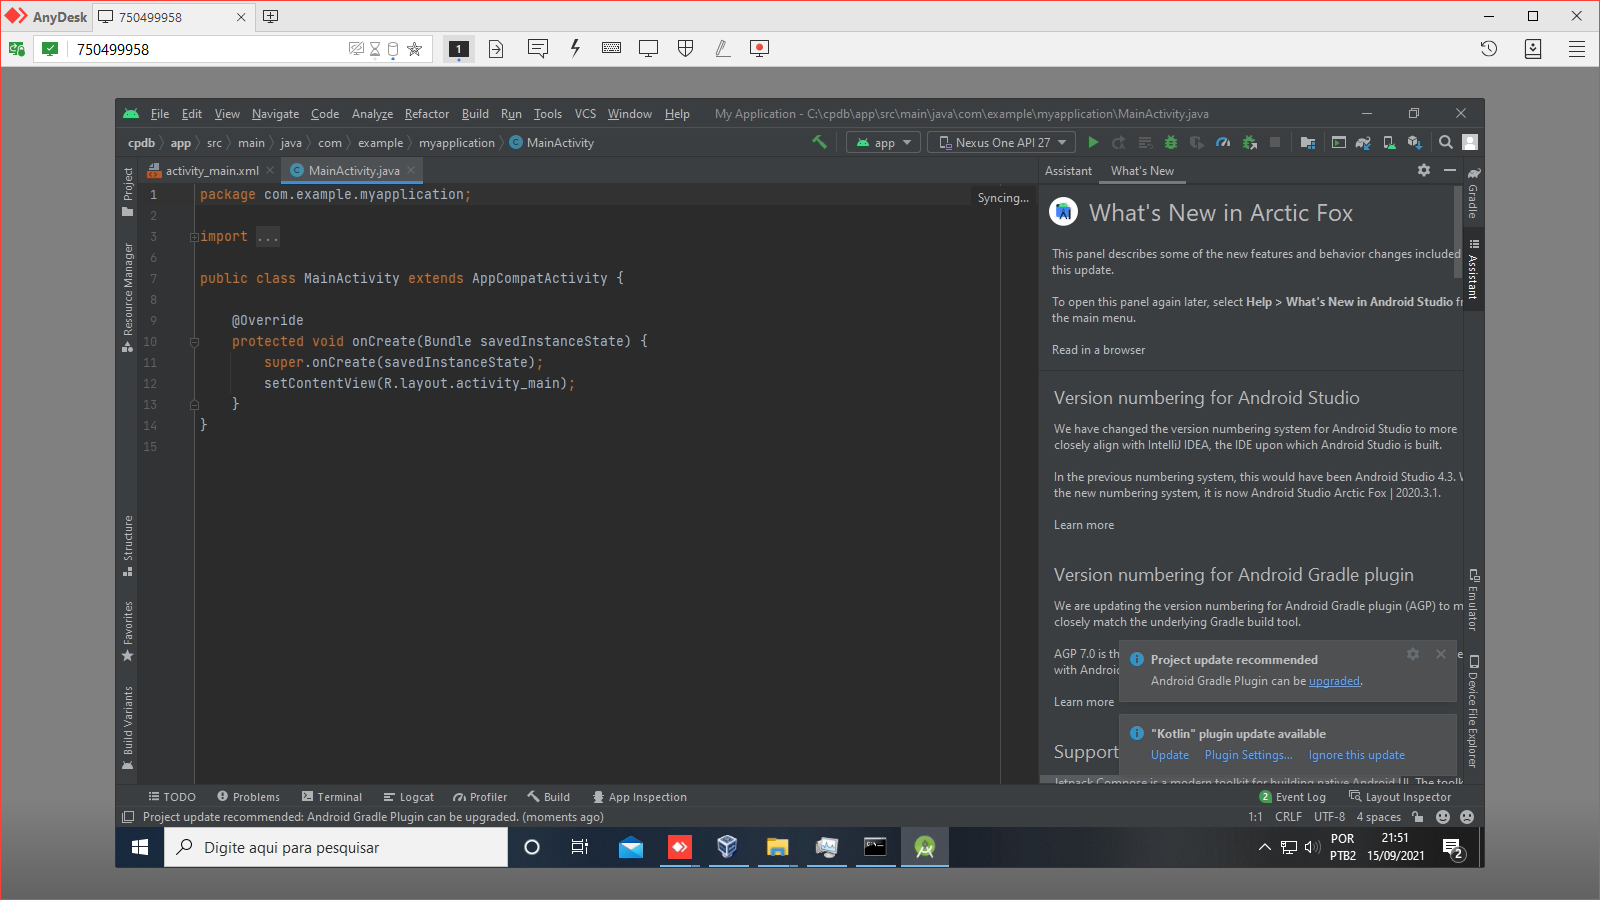 AnyDesk
750499958
750499958
1
File Edit View Navigate Code Analyze Refactor Build Run Tools VCS Window Help My Application - C:\cpdb\app\src\main\java\com\example\myapplication\MainActivity.java
cpdb app src main java com example myapplication MainActivity
app
Nexus One API 27
activity_main.xml
MainActivity.java
Project
Resource Manager
Structure
Favorites
Build Variants
1 package com.example.myapplication;
2
3 import ...
6
7 public class MainActivity extends AppCompatActivity {
8
9 @Override
10 protected void onCreate(Bundle savedInstanceState) {
11 super.onCreate(savedInstanceState);
12 setContentView(R.layout.activity_main);
13 }
14 }
15
Syncing...
Assistant What's New
What's New in Arctic Fox
This panel describes some of the new features and behavior changes included
this update.
To open this panel again later, select Help > What's New in Android Studio
the main menu.
Read in a browser
Version numbering for Android Studio
We have changed the version numbering system for Android Studio to more
closely align with IntelliJ IDEA, the IDE upon which Android Studio is built.
In the previous numbering system, this would have been Android Studio 4.3.
the new numbering system, it is now Android Studio Arctic Fox | 2020.3.1.
Learn more
Version numbering for Android Gradle plugin
We are updating the version numbering for Android Gradle plugin (AGP) to
closely match the underlying Gradle build tool.
AGP 7.0 is
with
Learn more
Support
Jetpack Compose is a modern toolkit for building native Android UI. The
Project update recommended
Android Gradle Plugin can be upgraded.
"Kotlin" plugin update available
Update Plugin Settings... Ignore this update
Gradle
Assistant
Emulator
Device File Explorer
TODO Problems Terminal Logcat Profiler Build App Inspection
2 Event Log Layout Inspector
Project update recommended: Android Gradle Plugin can be upgraded. (moments ago)
1:1 CRLF UTF-8 4 spaces
Digite aqui para pesquisar
POR
PTB2
21:51
15/09/2021
2